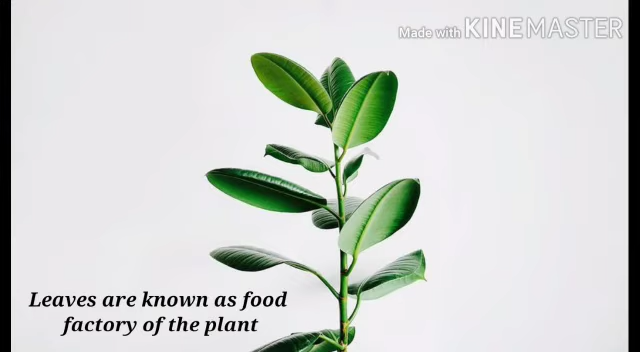 Made with KINEMASTER
Leaves are known as food
factory of the plant